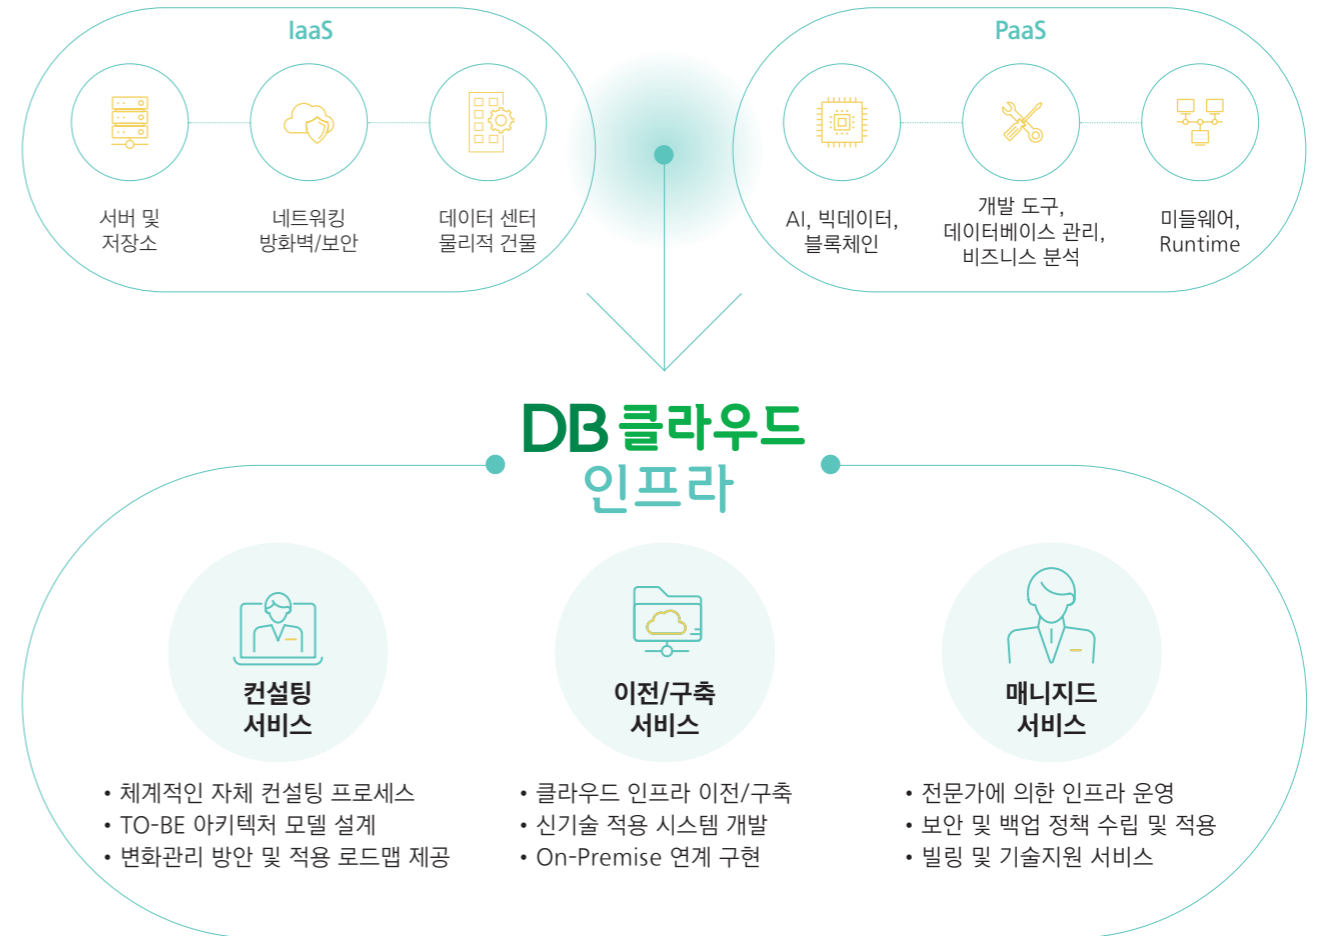 IaaS
서버 및
저장소
네트워킹
방화벽/보안
데이터 센터
물리적 건물
PaaS
AI, 빅데이터,
블록체인
개발 도구,
데이터베이스 관리,
비즈니스 분석
미들웨어,
Runtime
DB 클라우드
인프라
컨설팅
서비스
• 체계적인 자체 컨설팅 프로세스
• TO-BE 아키텍처 모델 설계
• 변화관리 방안 및 적용 로드맵 제공
이전/구축
서비스
• 클라우드 인프라 이전/구축
• 신기술 적용 시스템 개발
• On-Premise 연계 구현
매니지드
서비스
• 전문가에 의한 인프라 운영
• 보안 및 백업 정책 수립 및 적용
• 빌링 및 기술지원 서비스